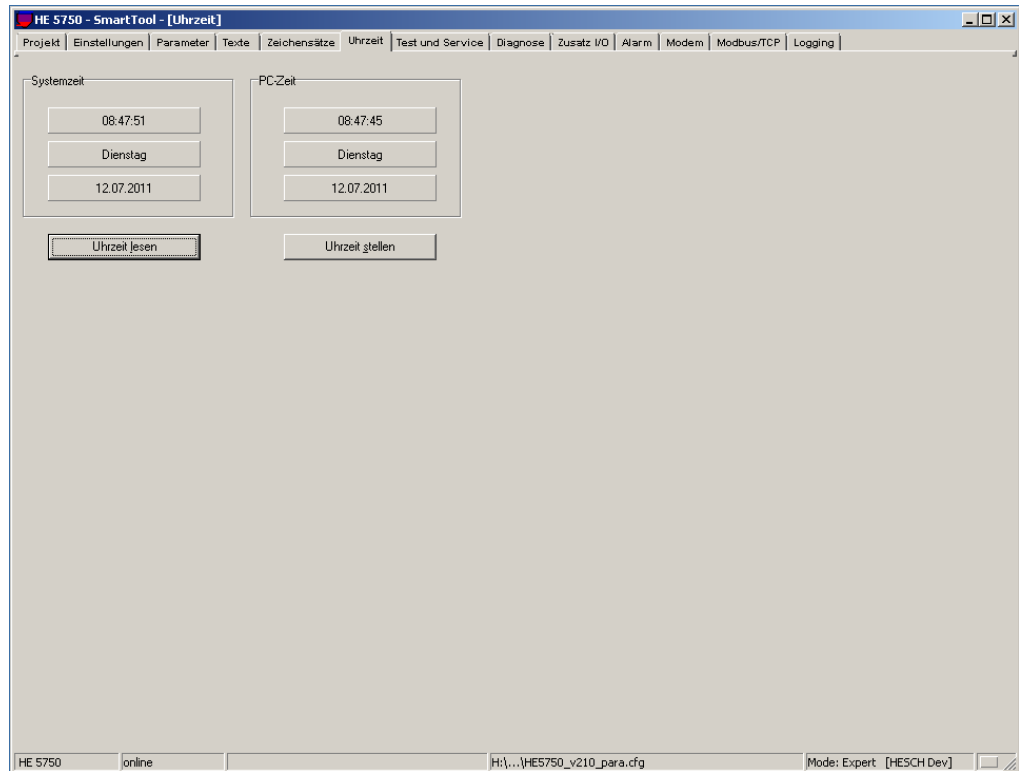 HE 5750 - SmartTool - [Uhrzeit]
Projekt Einstellungen Parameter Texte Zeichensätze Uhrzeit Test und Service Diagnose Zusatz I/O Alarm Modem Modbus/TCP Logging
Systemzeit PC-Zeit
08:47:51 08:47:45
Dienstag Dienstag
12.07.2011 12.07.2011
Uhrzeit lesen Uhrzeit stellen
HE 5750 online H:\...\HE5750_v210_para.cfg Mode: Expert [HESCH Dev]